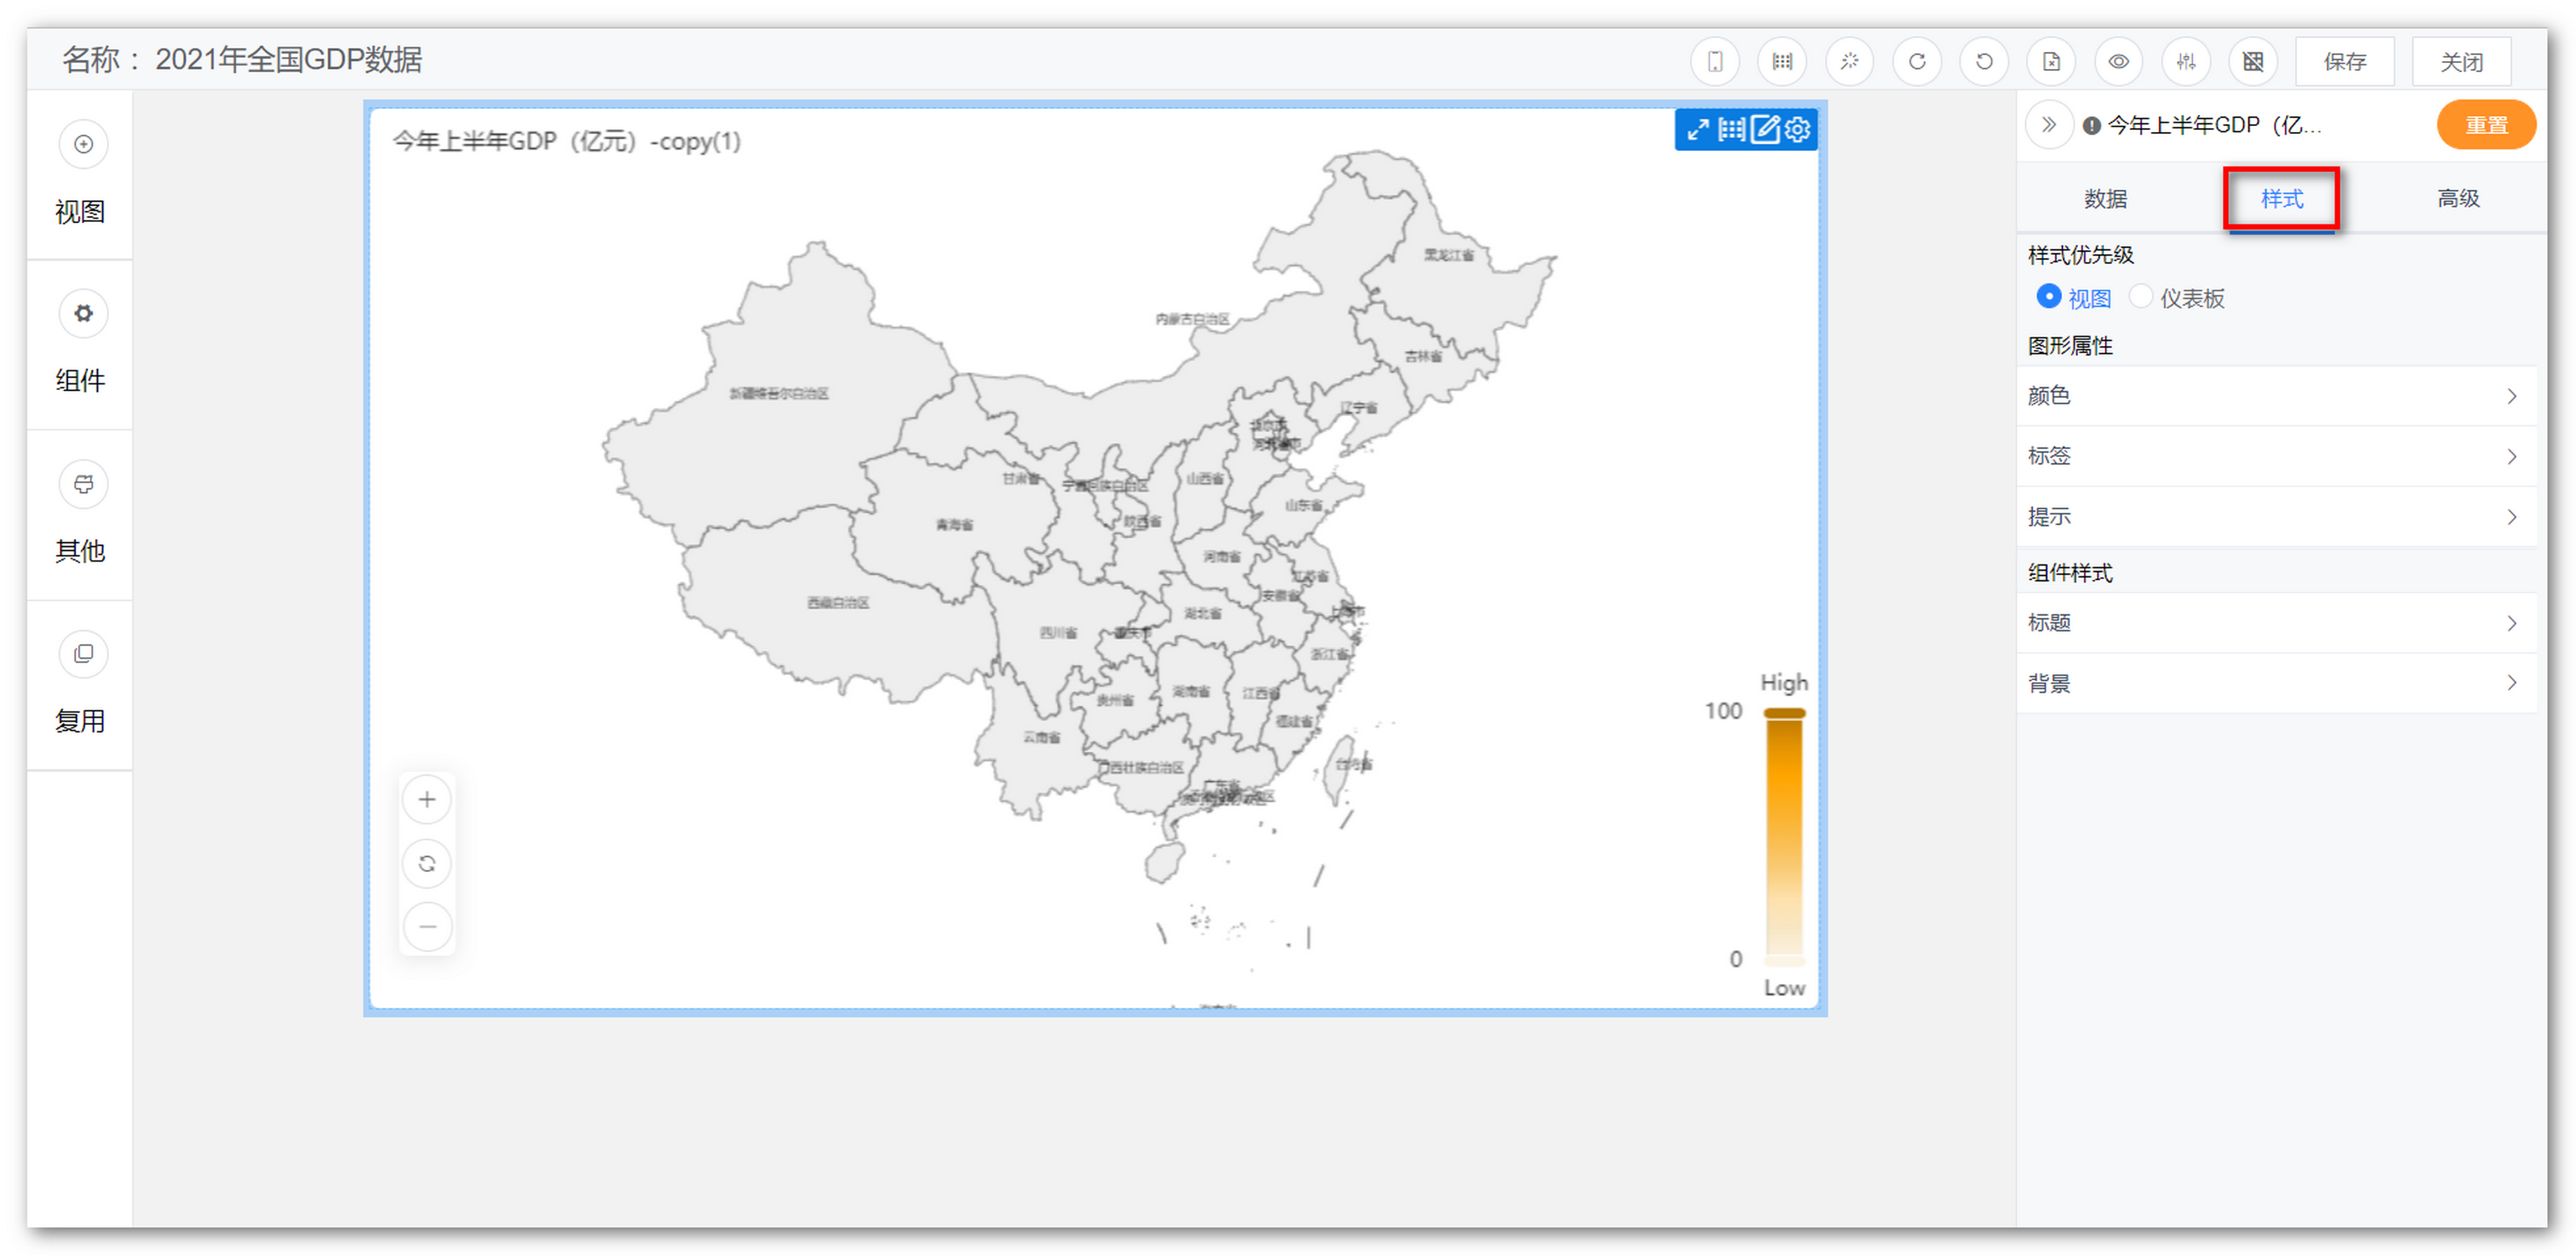 名称： 2021年全国GDP数据
保存
关闭
视图
组件
其他
复用
今年上半年GDP（亿元）-copy(1)
黑龙江省
内蒙古自治区
吉林省
新疆维吾尔自治区
辽宁省
北京市
甘肃省
宁夏回族自治区
山西省
山东省
青海省
陕西省
河南省
江苏省
西藏自治区
安徽省
湖北省
上海市
四川省
重庆市
浙江省
贵州省
湖南省
江西省
福建省
云南省
广西壮族自治区
台湾省
广东省
High
100
0
Low
今年上半年GDP（亿...
重置
数据
样式
高级
样式优先级
视图
仪表板
图形属性
颜色
标签
提示
组件样式
标题
背景